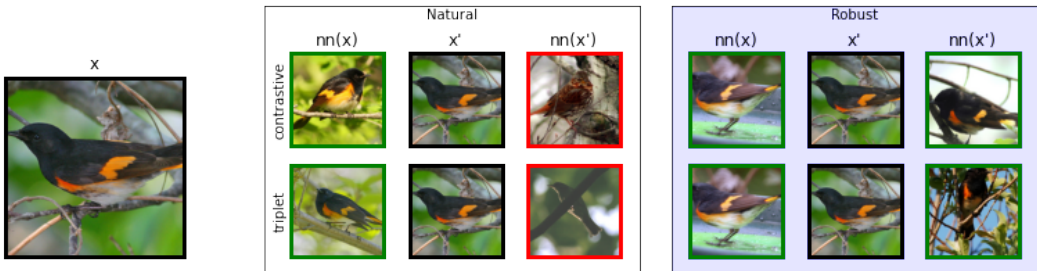 x
Natural
nn(x) x' nn(x')
contrastive
triplet
Robust
nn(x) x' nn(x')